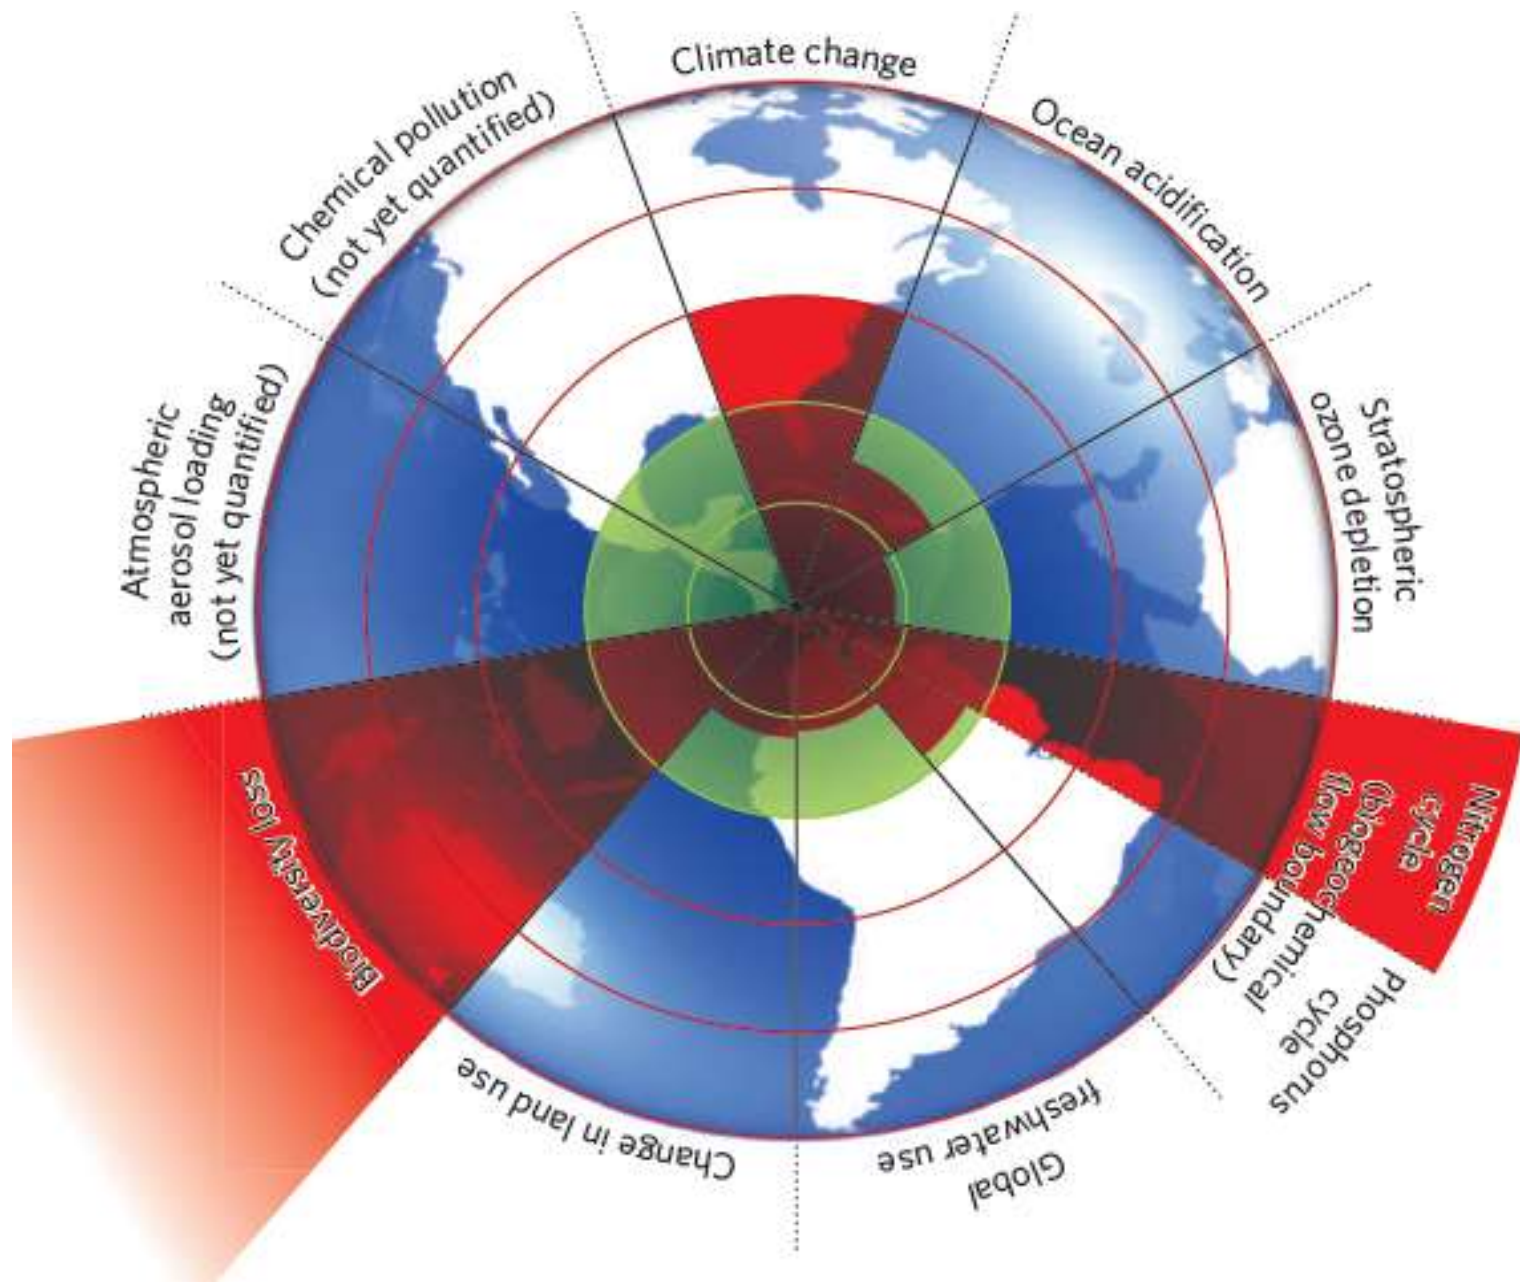 Climate change
Ocean acidification
Stratospheric
ozone depletion
Nitrogen
cycle
(biogeochemical
flow boundary)
Phosphorus
cycle
Global
freshwater use
Change in land use
Biodiversity loss
Atmospheric
aerosol loading
(not yet quantified)
Chemical pollution
(not yet quantified)